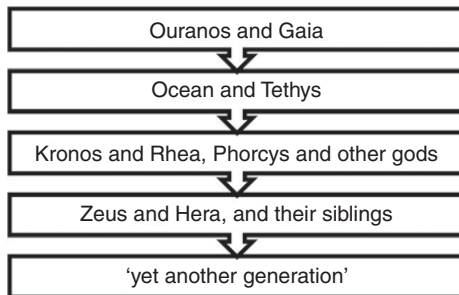 Ouranos and Gaia
Ocean and Tethys
Kronos and Rhea, Phorcys and other gods
Zeus and Hera, and their siblings
‘yet another generation’